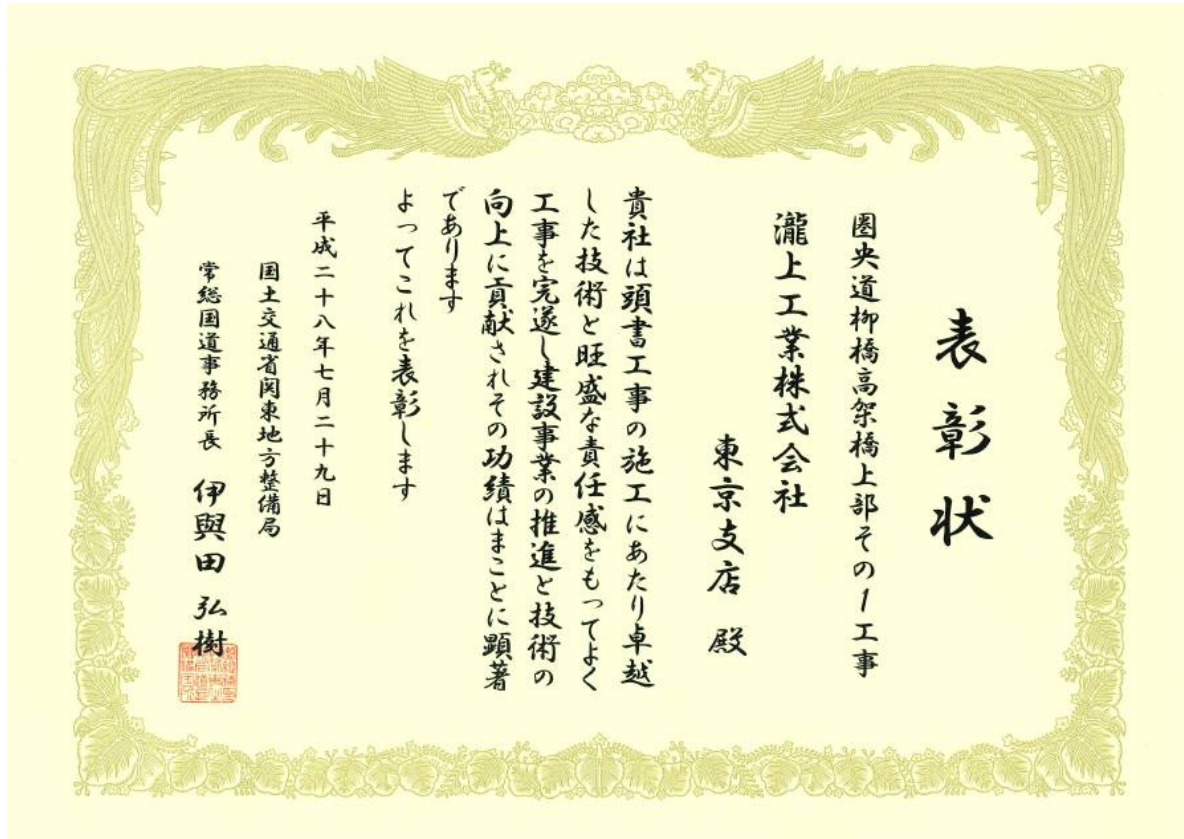 表彰状
圏央道柳橋高架橋上部その1工事
瀧上工業株式会社
東京支店 殿
貴社は頭書工事の施工にあたり卓越
した技術と旺盛な責任感をもってよく
工事を完遂し建設事業の推進と技術の
向上に貢献されその功績はまことに顕著
であります
よってこれを表彰します
平成二十八年七月二十九日
国土交通省関東地方整備局
常総国道事務所長 伊與田 弘樹